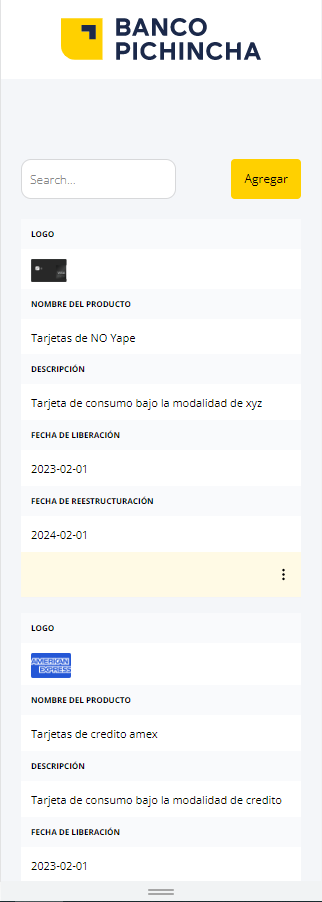 BANCO
PICHINCHA
Search...
Agregar
LOGO
NOMBRE DEL PRODUCTO
Tarjetas de NO Yape
DESCRIPCIÓN
Tarjeta de consumo bajo la modalidad de xyz
FECHA DE LIBERACIÓN
2023-02-01
FECHA DE REESTRUCTURACIÓN
2024-02-01
LOGO
AMERICAN
EXPRESS
NOMBRE DEL PRODUCTO
Tarjetas de credito amex
DESCRIPCIÓN
Tarjeta de consumo bajo la modalidad de credito
FECHA DE LIBERACIÓN
2023-02-01